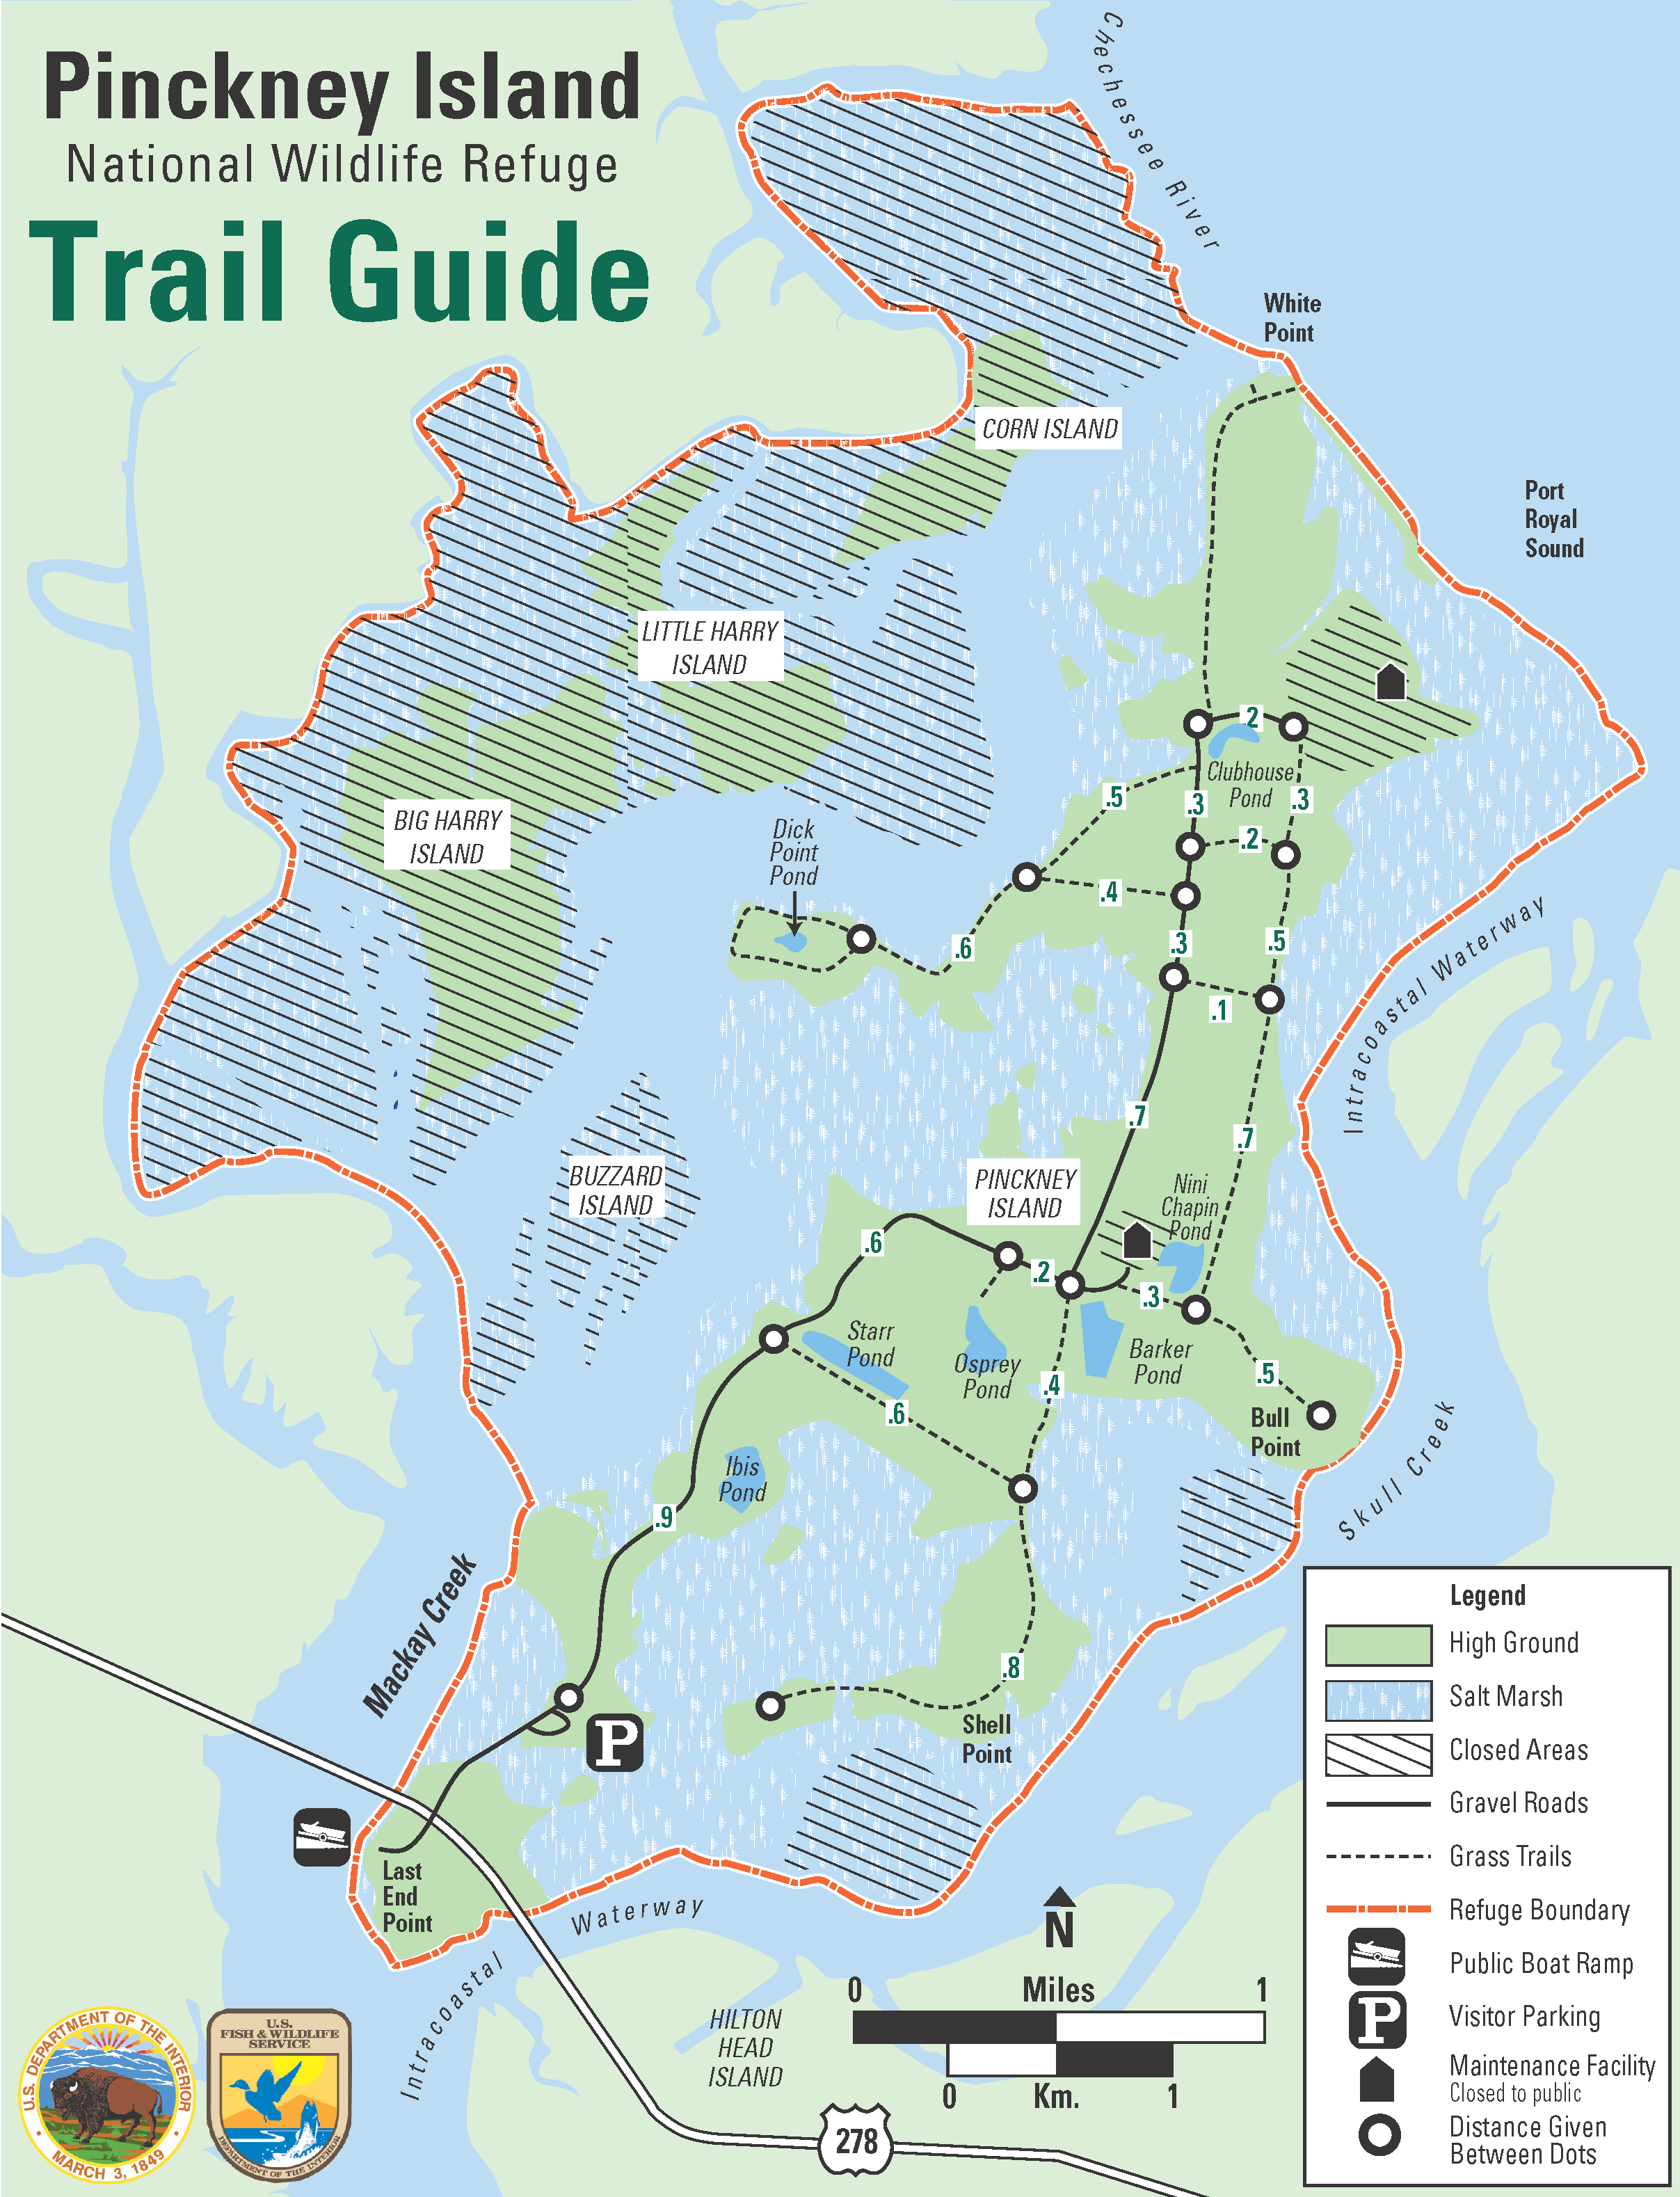 Pinckney Island
National Wildlife Refuge
Trail Guide
Chechessee River
White
Point
CORN ISLAND
Port
Royal
Sound
LITTLE HARRY
ISLAND
.2
Clubhouse
Pond
.5
.3
.3
BIG HARRY
ISLAND
Dick
Point
Pond
.2
.4
.6
.3
.5
.1
Intracoastal Waterway
.7
.7
BUZZARD
ISLAND
PINCKNEY
ISLAND
Nini
Chapin
Pond
.6
.2
.3
Starr
Pond
Osprey
Pond
Barker
Pond
.4
.5
.6
Bull
Point
Skull Creek
Ibis
Pond
.9
Mackay Creek
.8
Shell
Point
P
Last
End
Point
Intracoastal Waterway
N
0 Miles 1
0 Km. 1
HILTON
HEAD
ISLAND
278
Legend
High Ground
Salt Marsh
Closed Areas
Gravel Roads
Grass Trails
Refuge Boundary
Public Boat Ramp
P Visitor Parking
Maintenance Facility
Closed to public
Distance Given
Between Dots
U.S. DEPARTMENT OF THE INTERIOR
MARCH 3, 1849
U.S.
FISH & WILDLIFE
SERVICE
DEPARTMENT OF THE INTERIOR